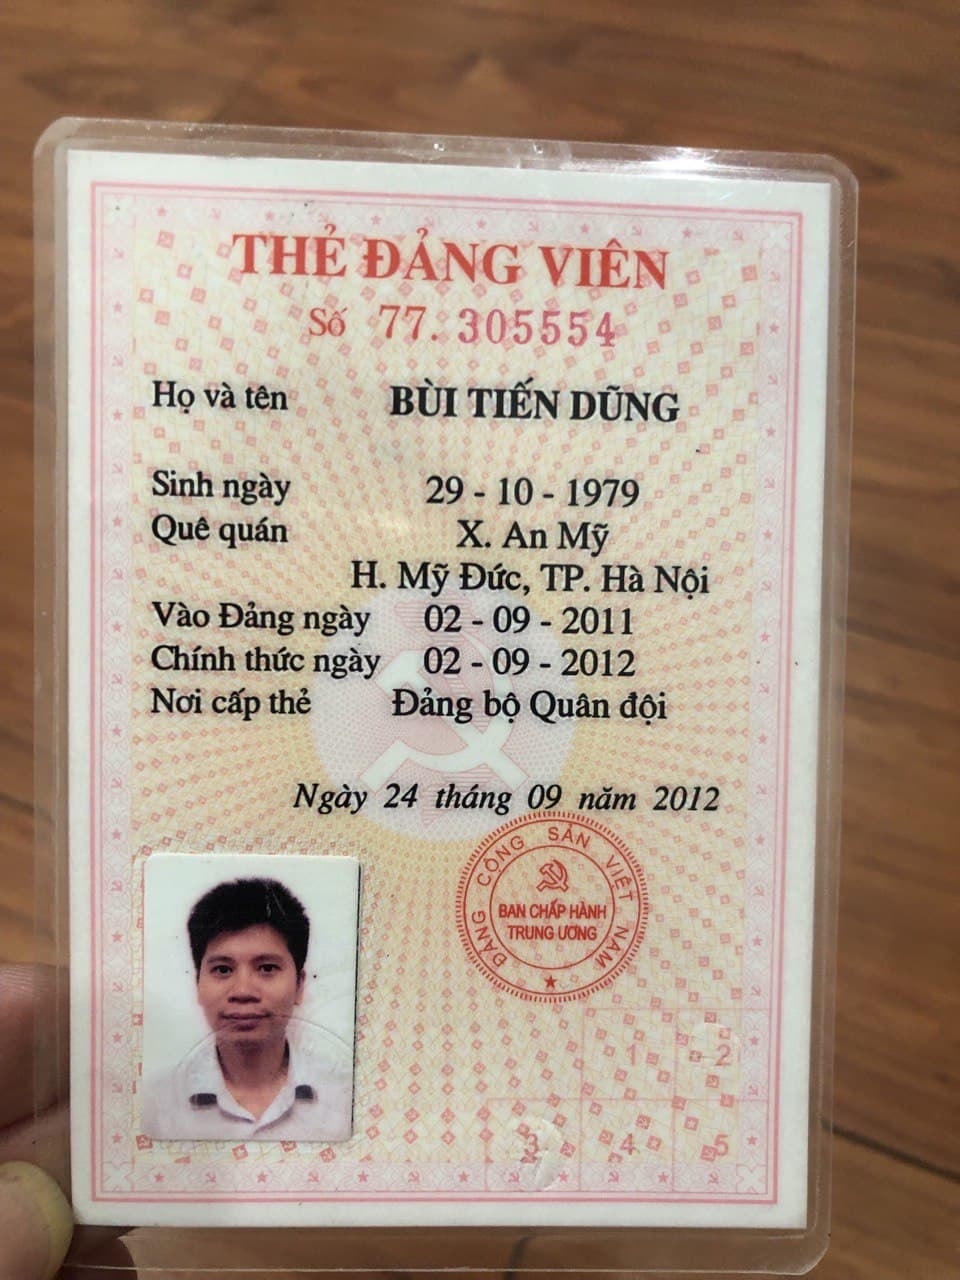 THẺ ĐẢNG VIÊN
Số 77. 305554
Họ và tên BÙI TIẾN DŨNG
Sinh ngày 29 - 10 - 1979
Quê quán X. An Mỹ
H. Mỹ Đức, TP. Hà Nội
Vào Đảng ngày 02 - 09 - 2011
Chính thức ngày 02 - 09 - 2012
Nơi cấp thẻ Đảng bộ Quân đội
Ngày 24 tháng 09 năm 2012
ĐẢNG CỘNG SẢN VIỆT NAM
BAN CHẤP HÀNH
TRUNG ƯƠNG
1 2
3 4 5